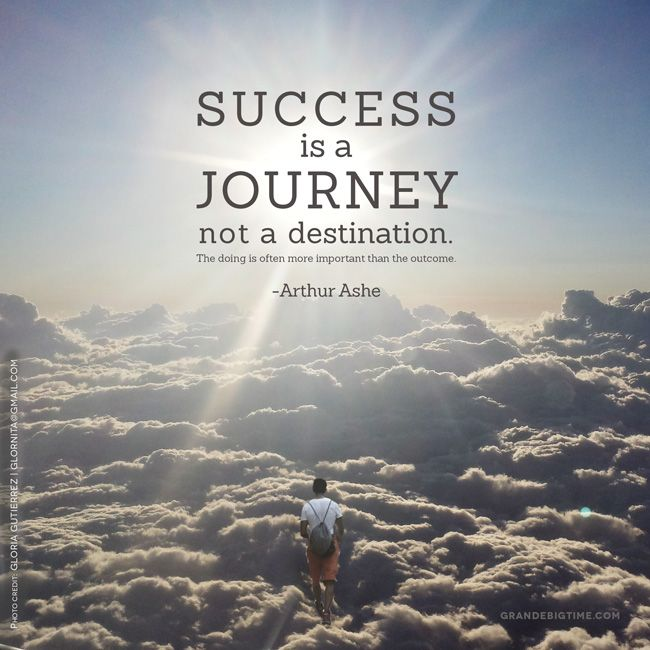 SUCCESS
is a
JOURNEY
not a destination.
The doing is often more important than the outcome.
-Arthur Ashe
PHOTO CREDIT: GLORIA GUTIERREZ | GLORNITA@GMAIL.COM
GRANDEBIGTIME.COM